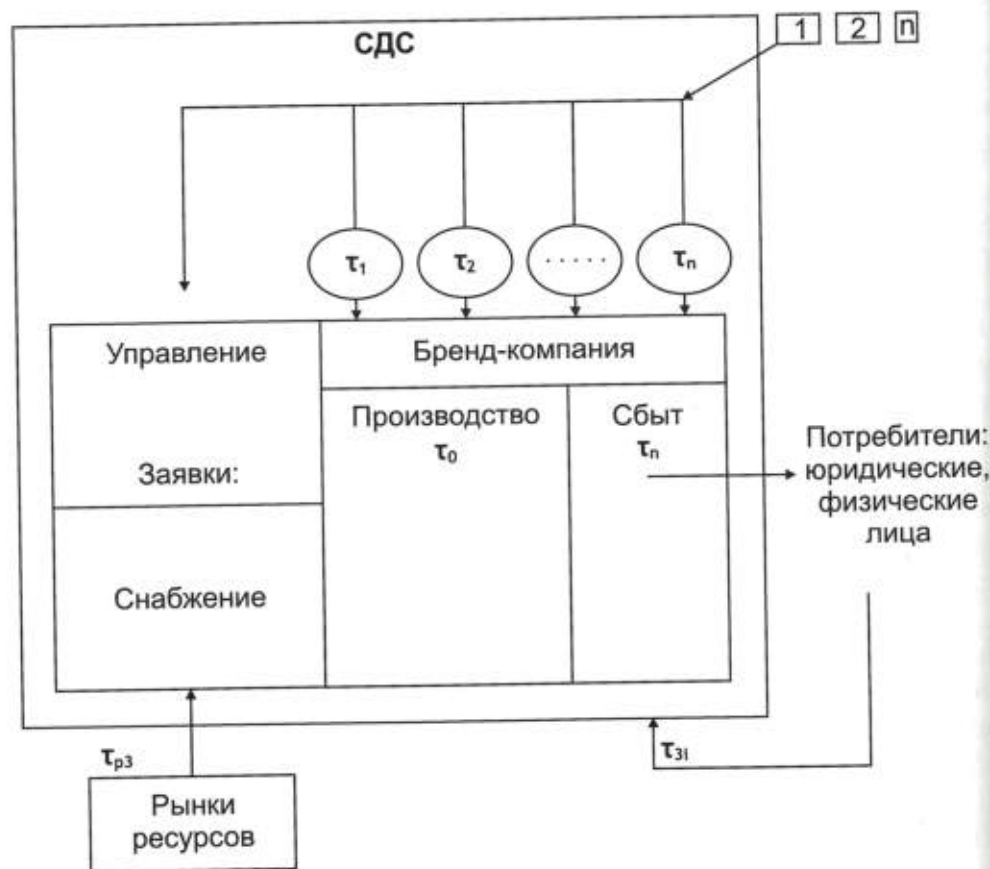 СДС
1 2 n
τ₁ τ₂ ..... τₙ
Управление
Бренд-компания
Производство
τ₀
Сбыт
τₙ
Заявки:
Снабжение
Потребители:
юридические,
физические
лица
τₚ₃
τ₃ᵢ
Рынки
ресурсов